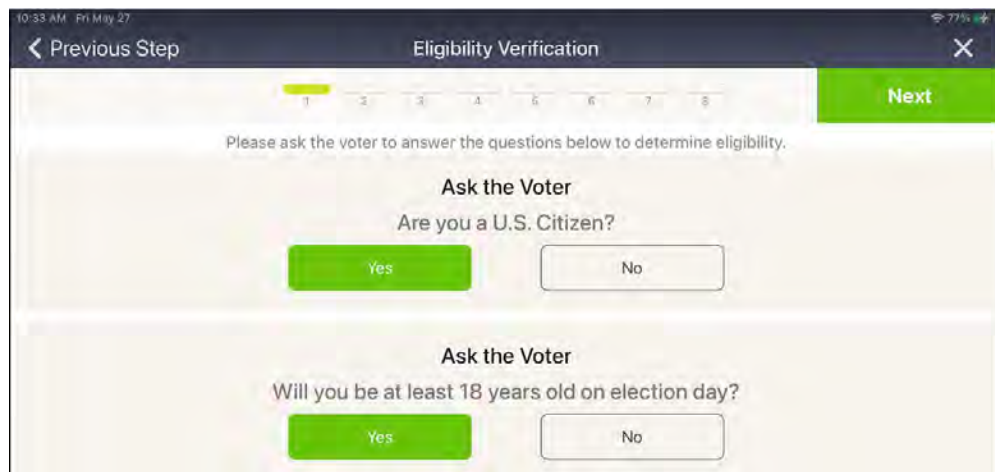 10:33 AM Fri May 27 77%
Previous Step Eligibility Verification
1 2 3 4 5 6 7 8 Next
Please ask the voter to answer the questions below to determine eligibility.
Ask the Voter
Are you a U.S. Citizen?
Yes No
Ask the Voter
Will you be at least 18 years old on election day?
Yes No